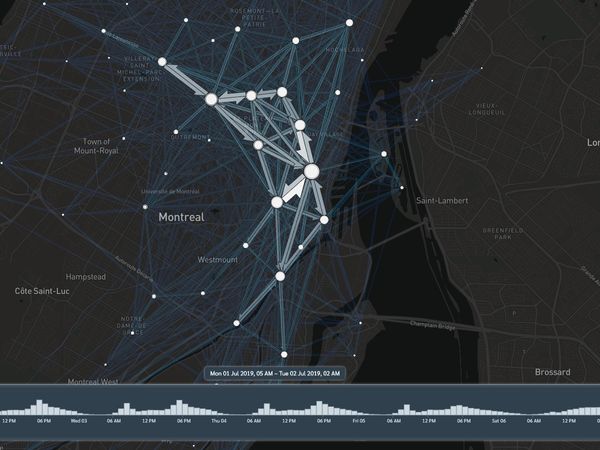 ROSEMONT—LA
PETITE-
PATRIE
HOCHELAGA
VILLERAY
SAINT-
MICHEL-PARC-
EXTENSION
OUTREMONT
VIEUX-
LONGUEUIL
Town of
Mount-Royal
Université de Montréal
Montreal
Saint-Lambert
GREENFIELD
PARK
Westmount
Autoroute Décarie
Hampstead
Côte Saint-Luc
NOTRE-
DAME-DE-
GRÂCE
Champlain Bridge
Brossard
Montreal West
Mon 01 Jul 2019, 05 AM – Tue 02 Jul 2019, 02 AM
12 PM 06 PM Wed 03 06 AM 12 PM 06 PM Thu 04 06 AM 12 PM 06 PM Fri 05 06 AM 12 PM 06 PM Sat 06 06 AM 12 PM